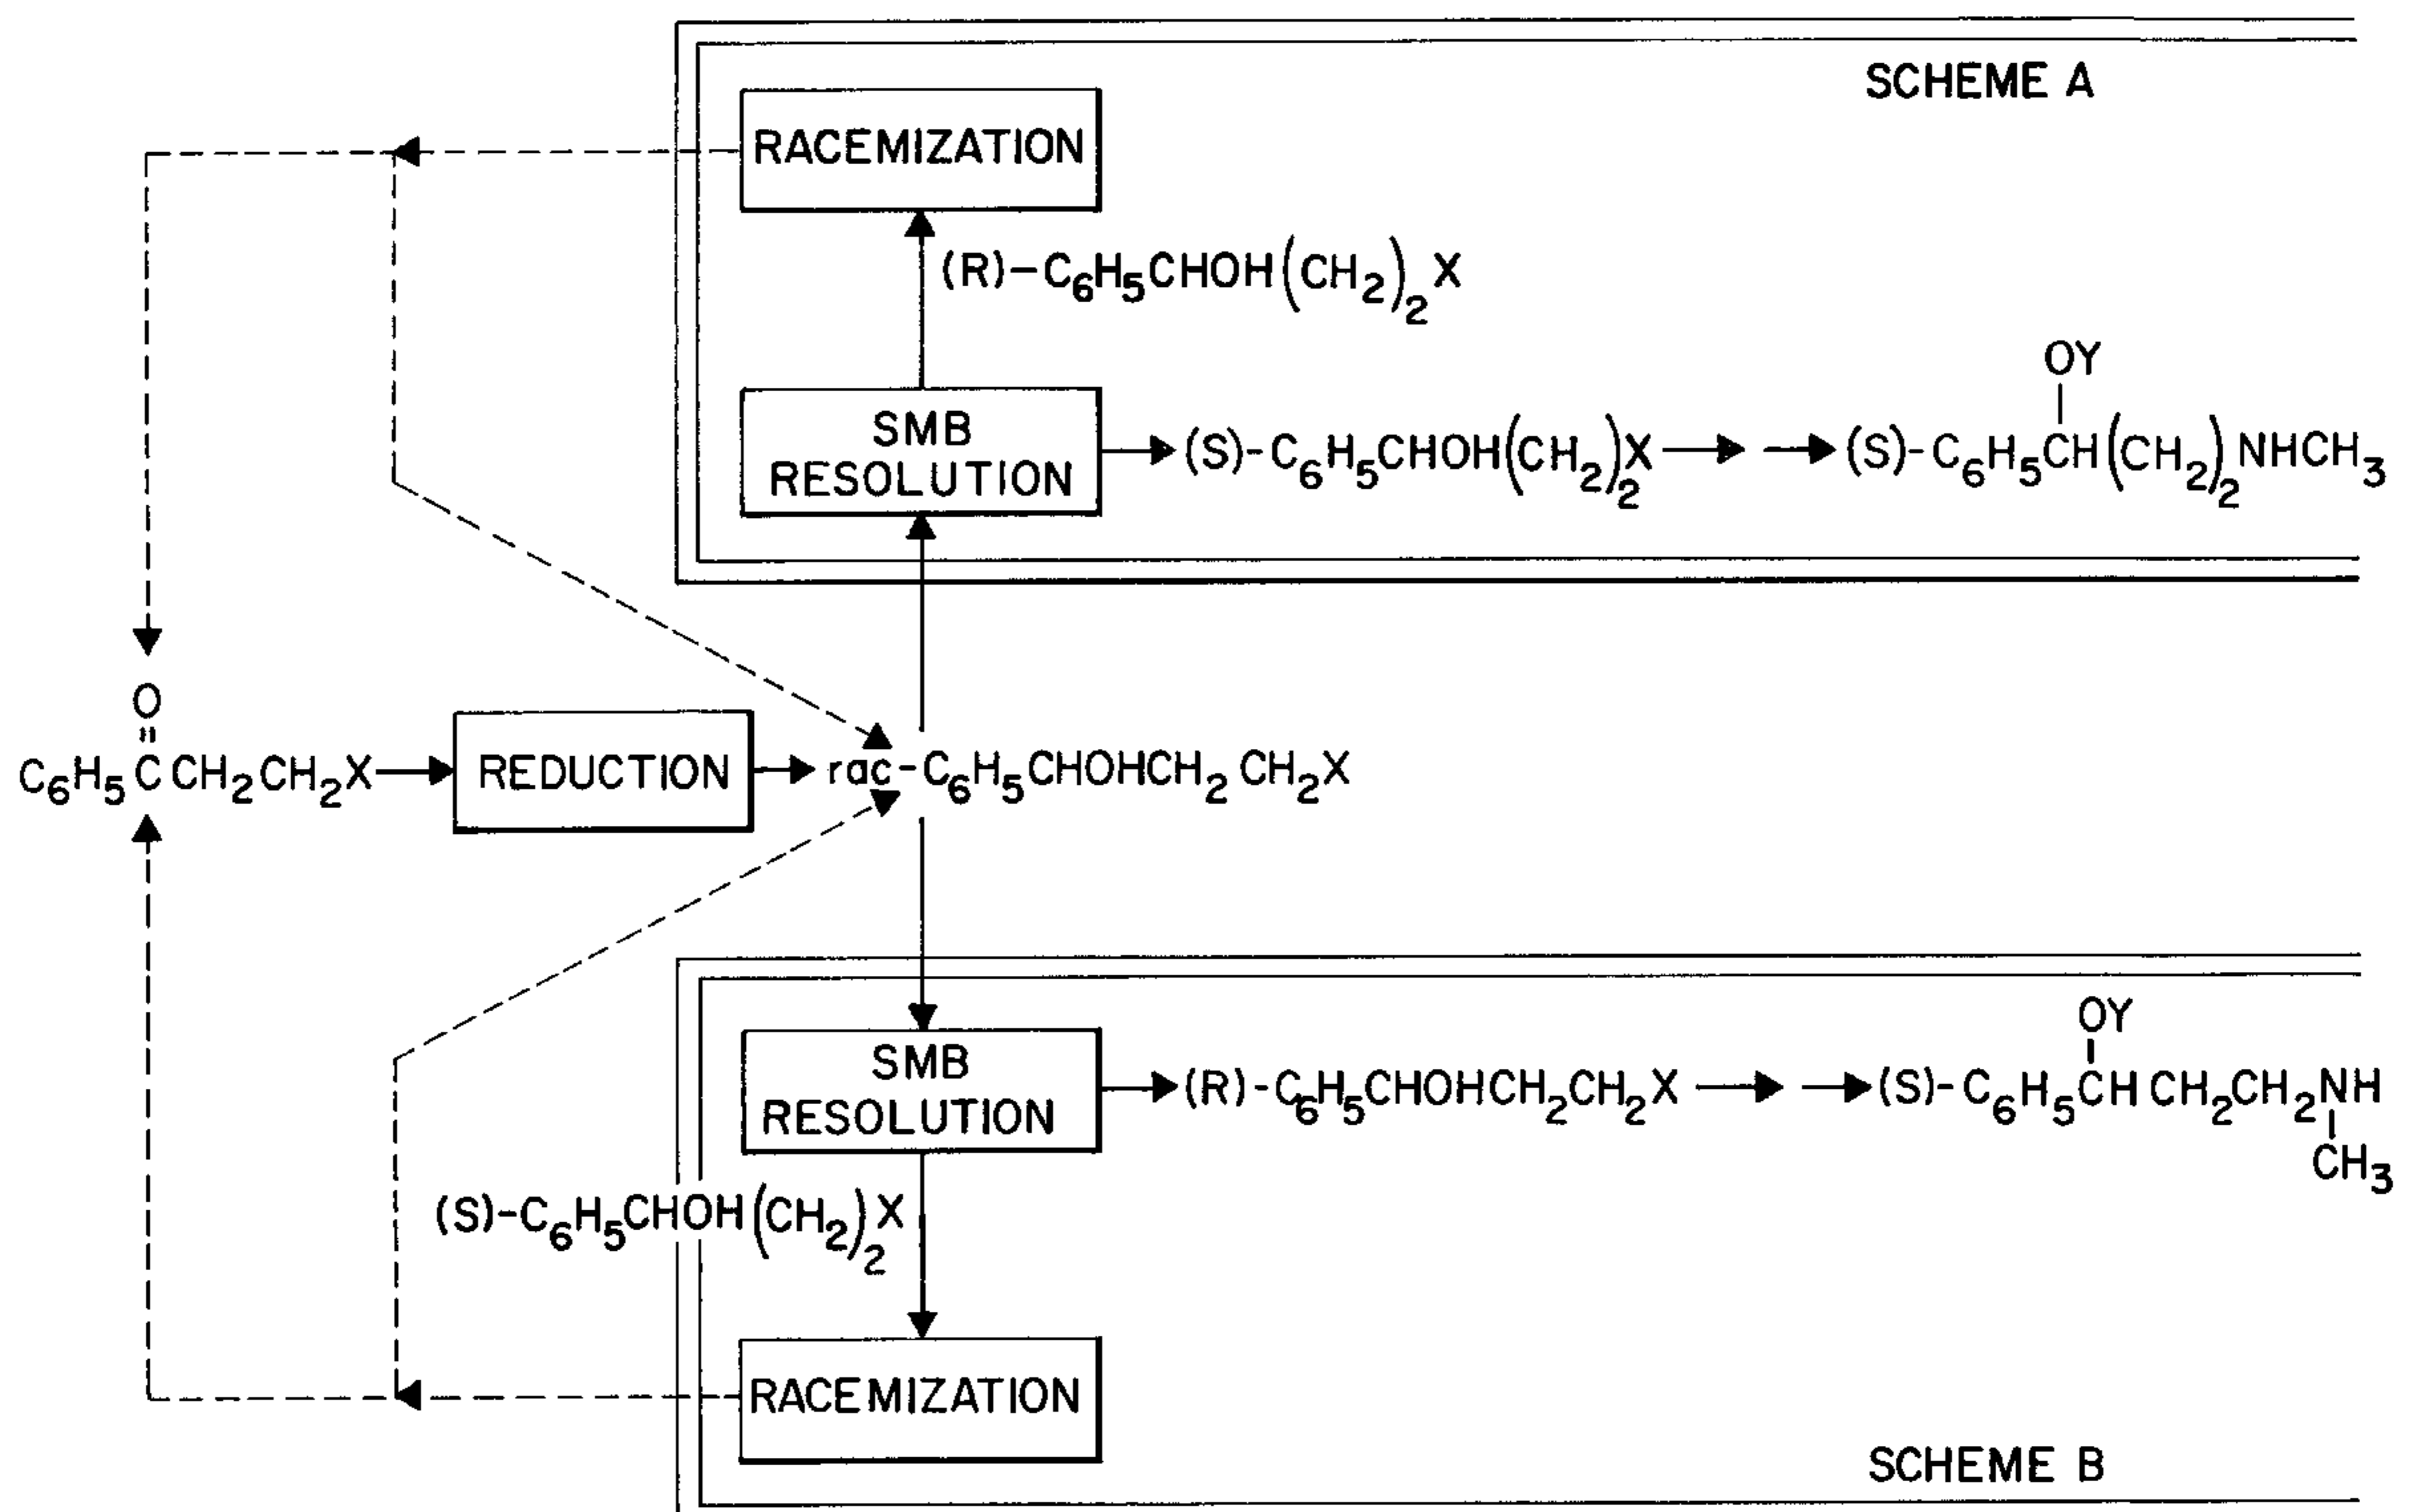 SCHEME A
RACEMIZATION
(R)-C6H5CHOH(CH2)2X
OY
SMB
RESOLUTION
(S)-C6H5CHOH(CH2)2X
(S)-C6H5CH(CH2)2NHCH3
O
C6H5CCH2CH2X
REDUCTION
rac-C6H5CHOHCH2CH2X
OY
SMB
RESOLUTION
(R)-C6H5CHOHCH2CH2X
(S)-C6H5CHCH2CH2NH
CH3
(S)-C6H5CHOH(CH2)2X
RACEMIZATION
SCHEME B